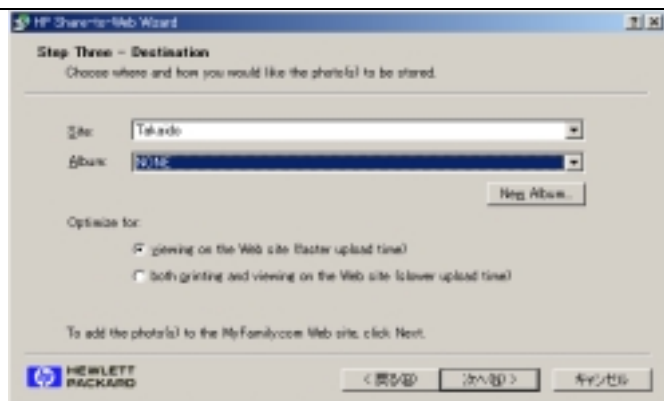 HP Share-to-Web Wizard
Step Three - Destination
Choose where and how you would like the photo(s) to be stored.
Site: Takaido
Album: NONE
New Album...
Optimize for:
viewing on the Web site (faster upload time)
both printing and viewing on the Web site (slower upload time)
To add the photo(s) to the MyFamily.com Web site, click Next.
HEWLETT
PACKARD
< 戻る(B) 次へ(N) > キャンセル